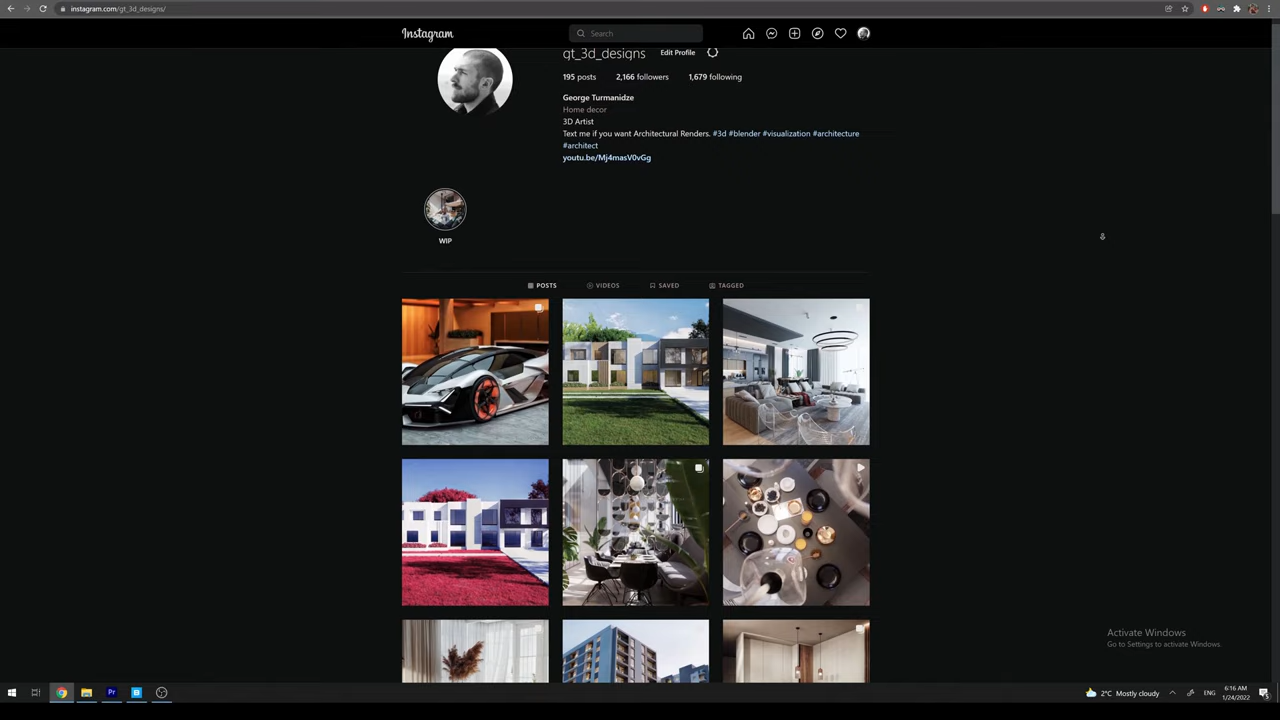 instagram.com/gt_3d_designs/
Instagram
Search
gt_3d_designs Edit Profile
195 posts 2,166 followers 1,679 following
George Turmanidze
Home decor
3D Artist
Text me if you want Architectural Renders. #3d #blender #visualization #architecture
#architect
youtu.be/Mj4masV0vGg
WIP
POSTS VIDEOS SAVED TAGGED
Activate Windows
Go to Settings to activate Windows.
Pr
2°C Mostly cloudy ENG 6:16 AM
1/24/2022